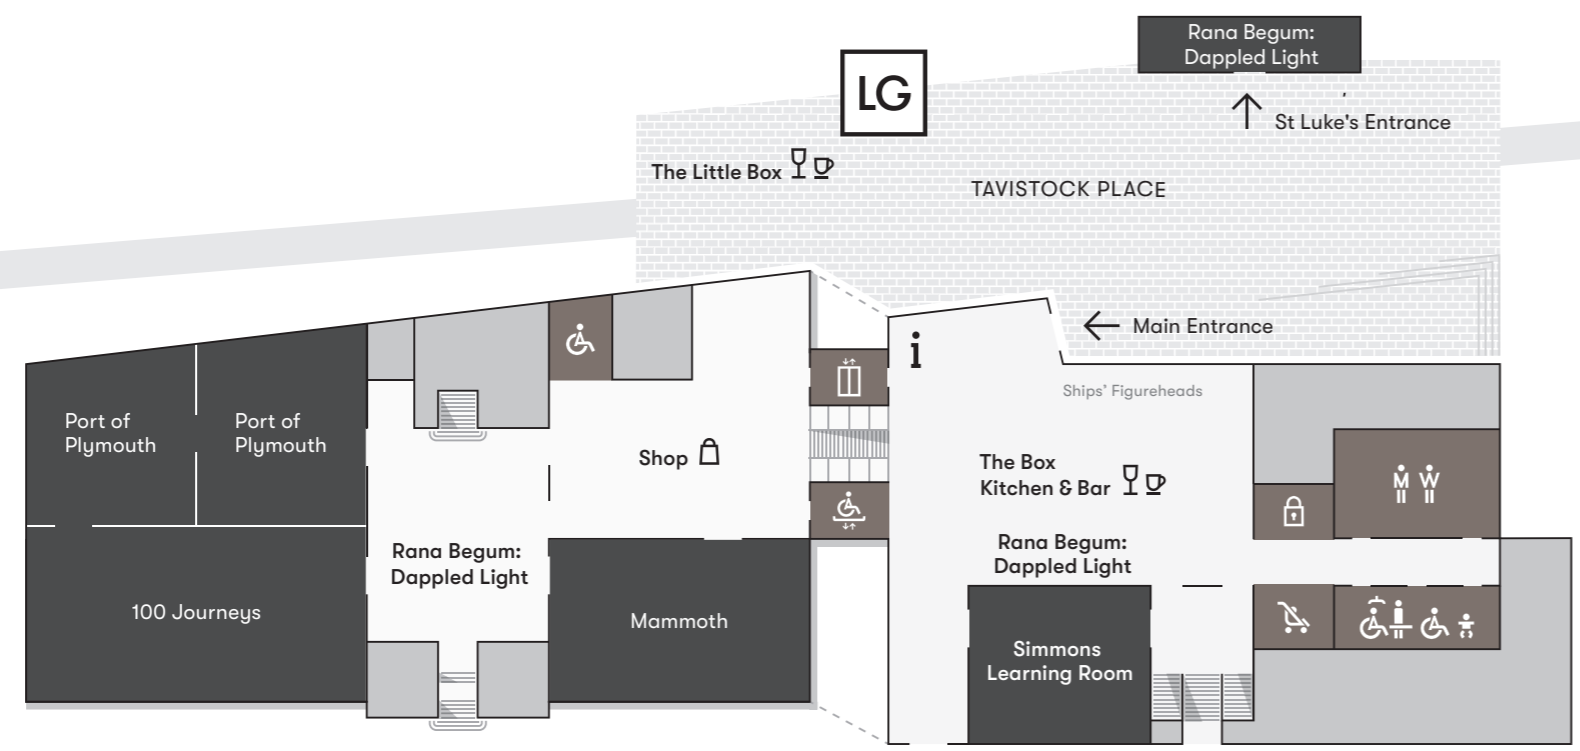 Rana Begum:
Dappled Light
LG
St Luke's Entrance
The Little Box
TAVISTOCK PLACE
Main Entrance
i
Ships' Figureheads
Port of
Plymouth
Port of
Plymouth
Shop
The Box
Kitchen & Bar
M W
Rana Begum:
Dappled Light
Rana Begum:
Dappled Light
100 Journeys
Mammoth
Simmons
Learning Room